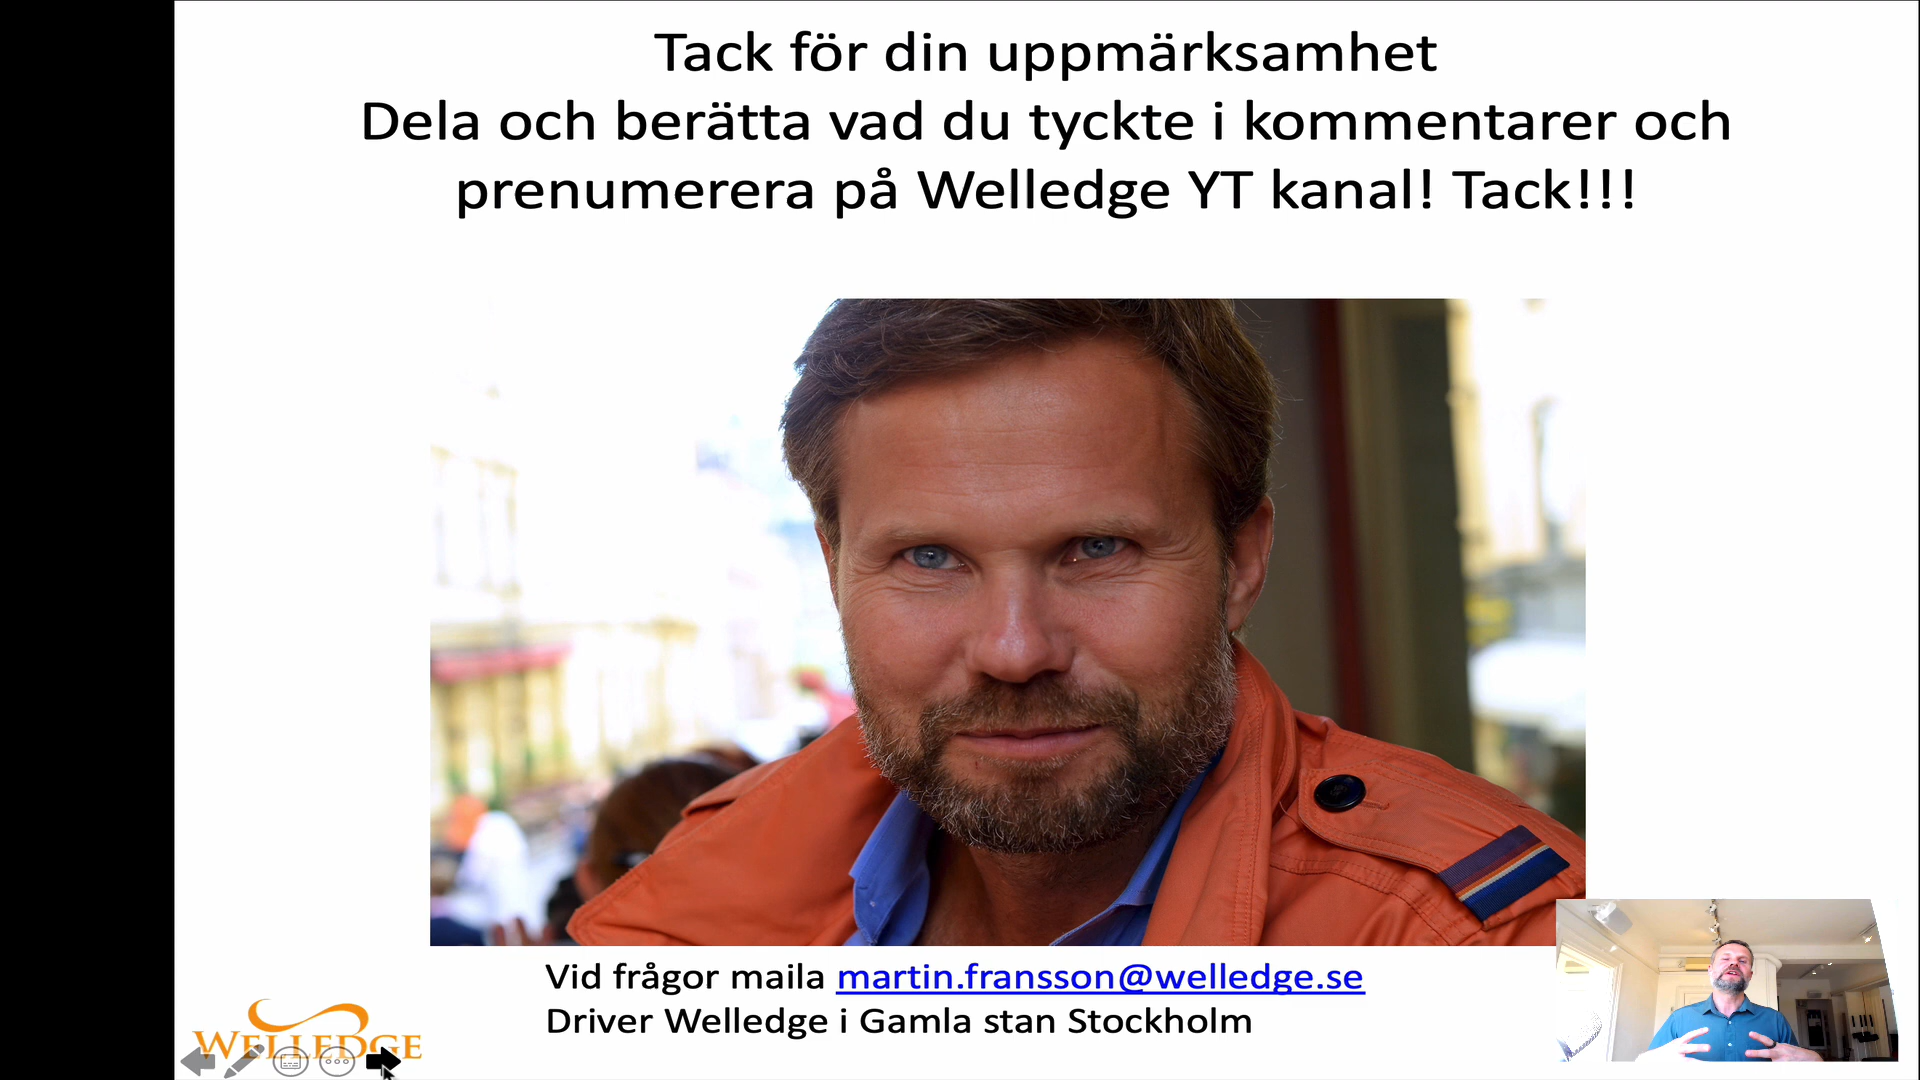 Tack för din uppmärksamhet
Dela och berätta vad du tyckte i kommentarer och
prenumerera på Welledge YT kanal! Tack!!!
Vid frågor maila martin.fransson@welledge.se
Driver Welledge i Gamla stan Stockholm
WELLEDGE